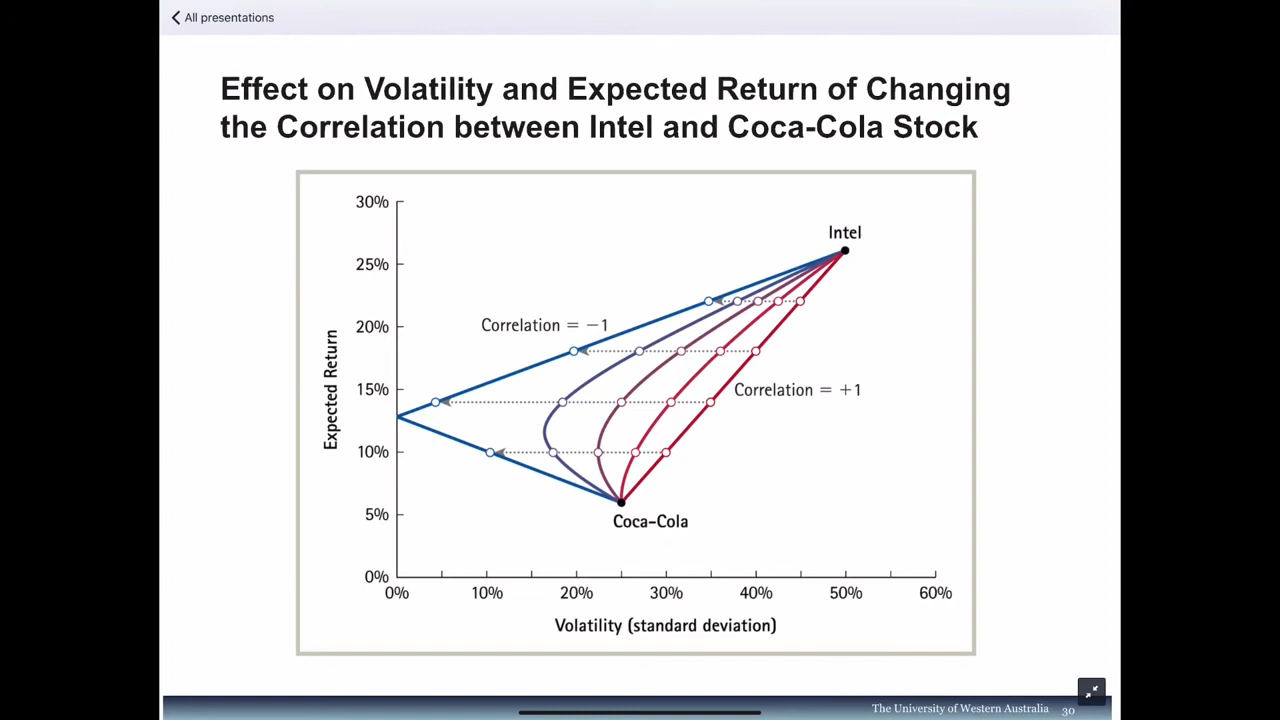 All presentations
Effect on Volatility and Expected Return of Changing
the Correlation between Intel and Coca-Cola Stock
30%
Intel
25%
20%
Correlation = −1
15%
Correlation = +1
10%
5%
Coca-Cola
0%
Expected Return
0% 10% 20% 30% 40% 50% 60%
Volatility (standard deviation)
The University of Western Australia 30